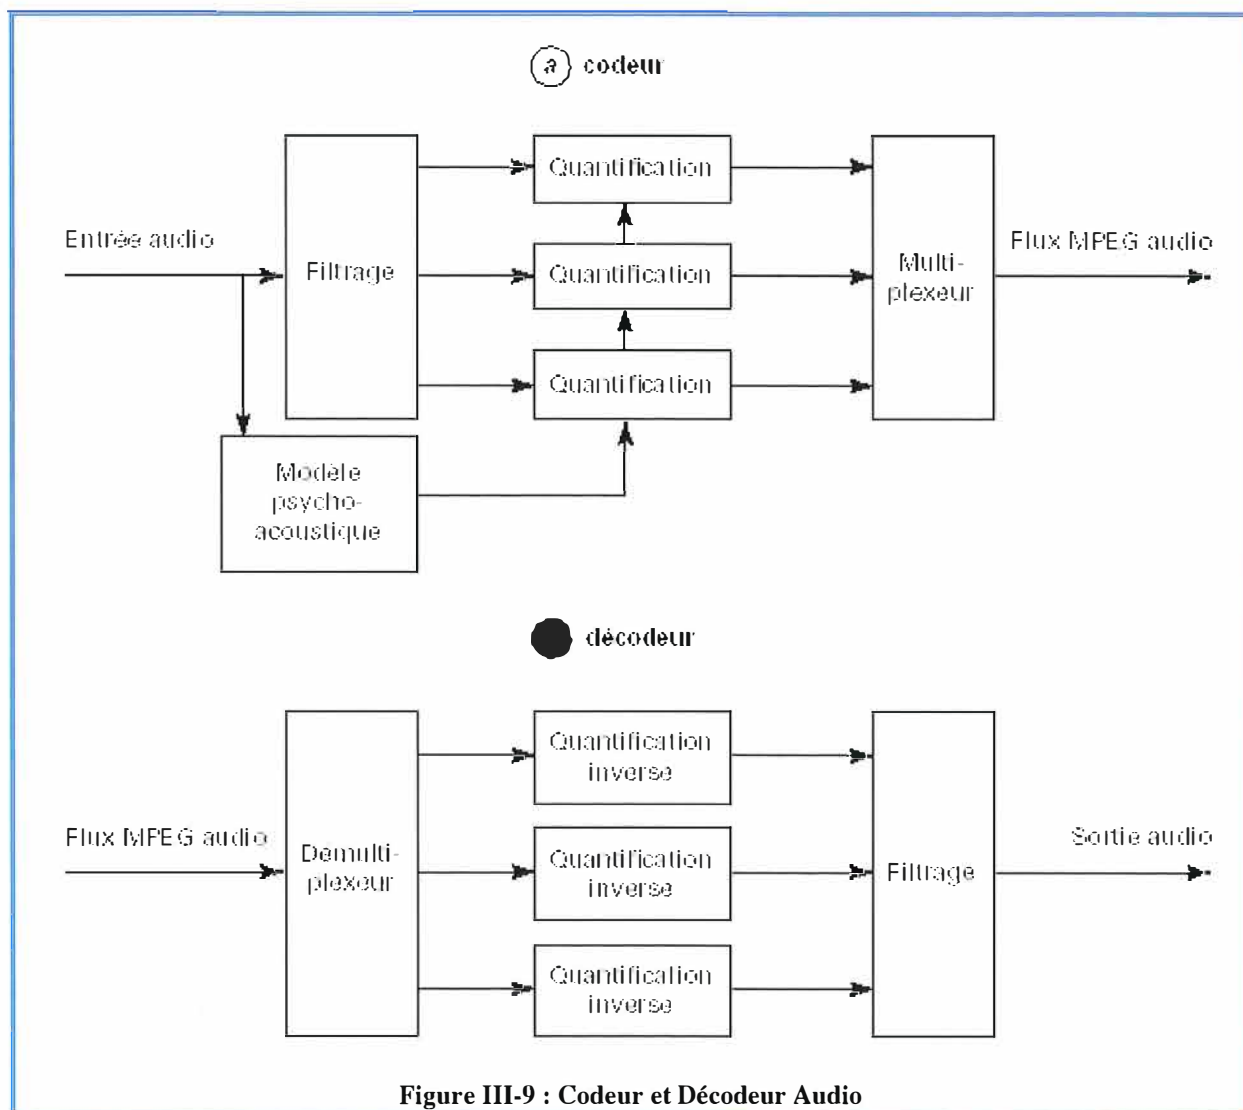 a codeur
Quantification
Entrée audio
Flux MPEG audio
Filtrage
Quantification
Multi-
plexeur
Quantification
Modèle
psycho-
acoustique
décodeur
Quantification
inverse
Flux MPEG audio
Sortie audio
Demulti-
plexeur
Quantification
inverse
Filtrage
Quantification
inverse
Figure III-9 : Codeur et Décodeur Audio